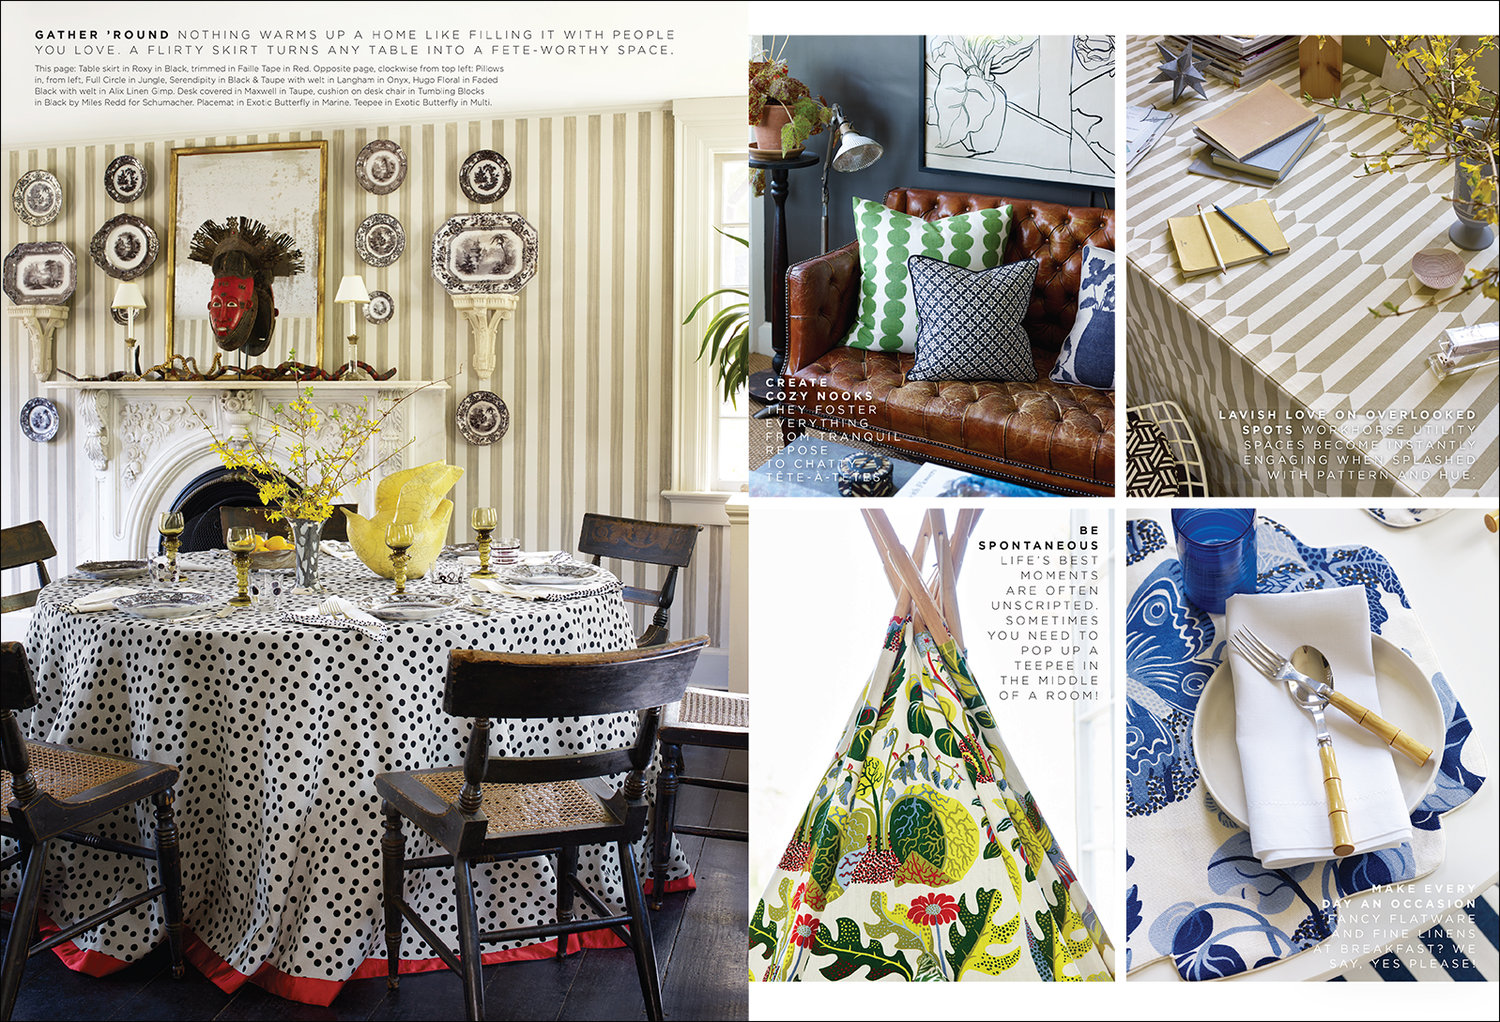 GATHER ’ROUND NOTHING WARMS UP A HOME LIKE FILLING IT WITH PEOPLE
YOU LOVE. A FLIRTY SKIRT TURNS ANY TABLE INTO A FETE-WORTHY SPACE.
This page: Table skirt in Roxy in Black, trimmed in Faille Tape in Red. Opposite page, clockwise from top left: Pillows
in, from left, Full Circle in Jungle, Serendipity in Black & Taupe with welt in Langham in Onyx, Hugo Floral in Faded
Black with welt in Alix Linen Gimp. Desk covered in Maxwell in Taupe, cushion on desk chair in Tumbling Blocks
in Black by Miles Redd for Schumacher. Placemat in Exotic Butterfly in Marine. Teepee in Exotic Butterfly in Multi.
CREATE
COZY NOOKS
THEY FOSTER
EVERYTHING
FROM TRANQUIL
REPOSE
TO CHATTY
TÊTE-À-TÊTES.
LAVISH LOVE ON OVERLOOKED
SPOTS WORKHORSE UTILITY
SPACES BECOME INSTANTLY
ENGAGING WHEN SPLASHED
WITH PATTERN AND HUE.
BE
SPONTANEOUS
LIFE’S BEST
MOMENTS
ARE OFTEN
UNSCRIPTED.
SOMETIMES
YOU NEED TO
POP UP A
TEEPEE IN
THE MIDDLE
OF A ROOM!
MAKE EVERY
DAY AN OCCASION
FANCY FLATWARE
AND FINE LINENS
AT BREAKFAST? WE
SAY, YES PLEASE!